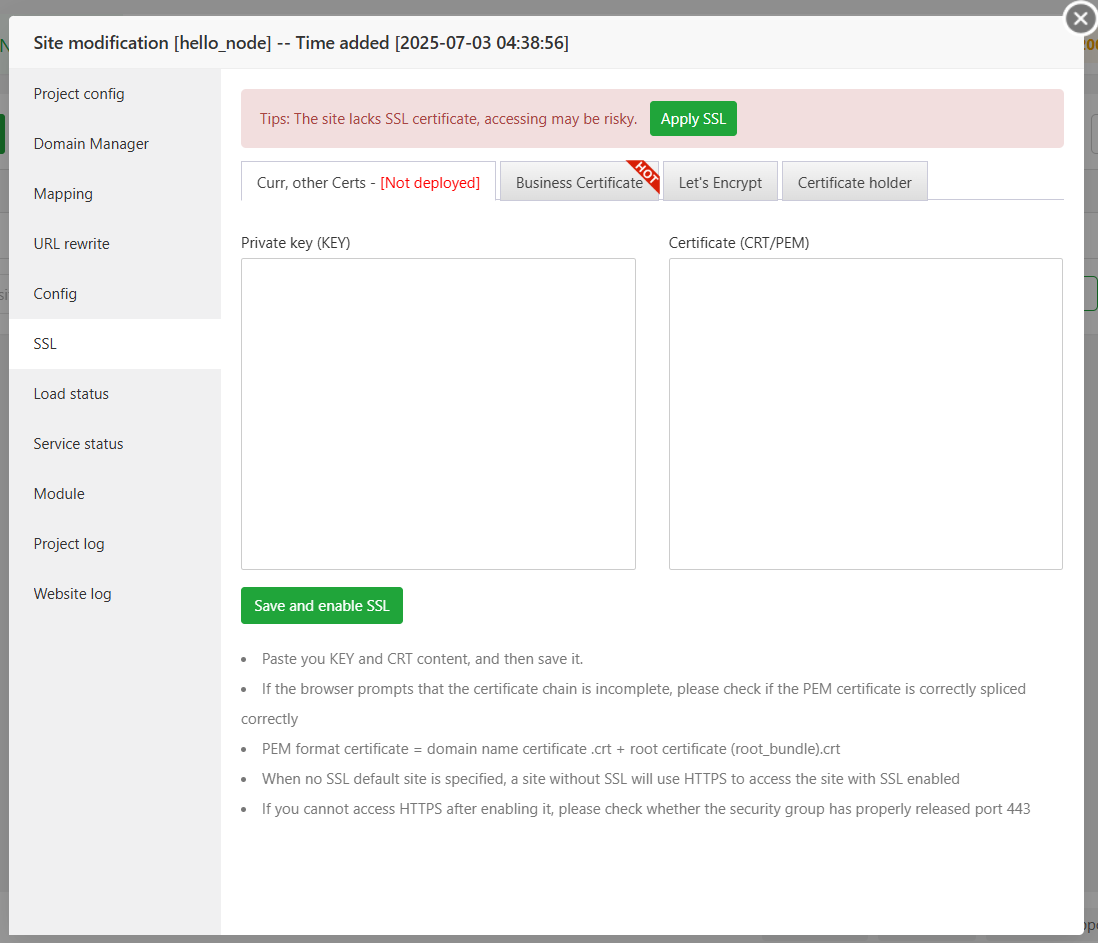 Site modification [hello_node] -- Time added [2025-07-03 04:38:56]
Project config
Domain Manager
Mapping
URL rewrite
Config
SSL
Load status
Service status
Module
Project log
Website log
Tips: The site lacks SSL certificate, accessing may be risky. Apply SSL
Curr, other Certs - [Not deployed] Business Certificate HOT Let's Encrypt Certificate holder
Private key (KEY) Certificate (CRT/PEM)
Save and enable SSL
Paste you KEY and CRT content, and then save it.
If the browser prompts that the certificate chain is incomplete, please check if the PEM certificate is correctly spliced
correctly
PEM format certificate = domain name certificate .crt + root certificate (root_bundle).crt
When no SSL default site is specified, a site without SSL will use HTTPS to access the site with SSL enabled
If you cannot access HTTPS after enabling it, please check whether the security group has properly released port 443